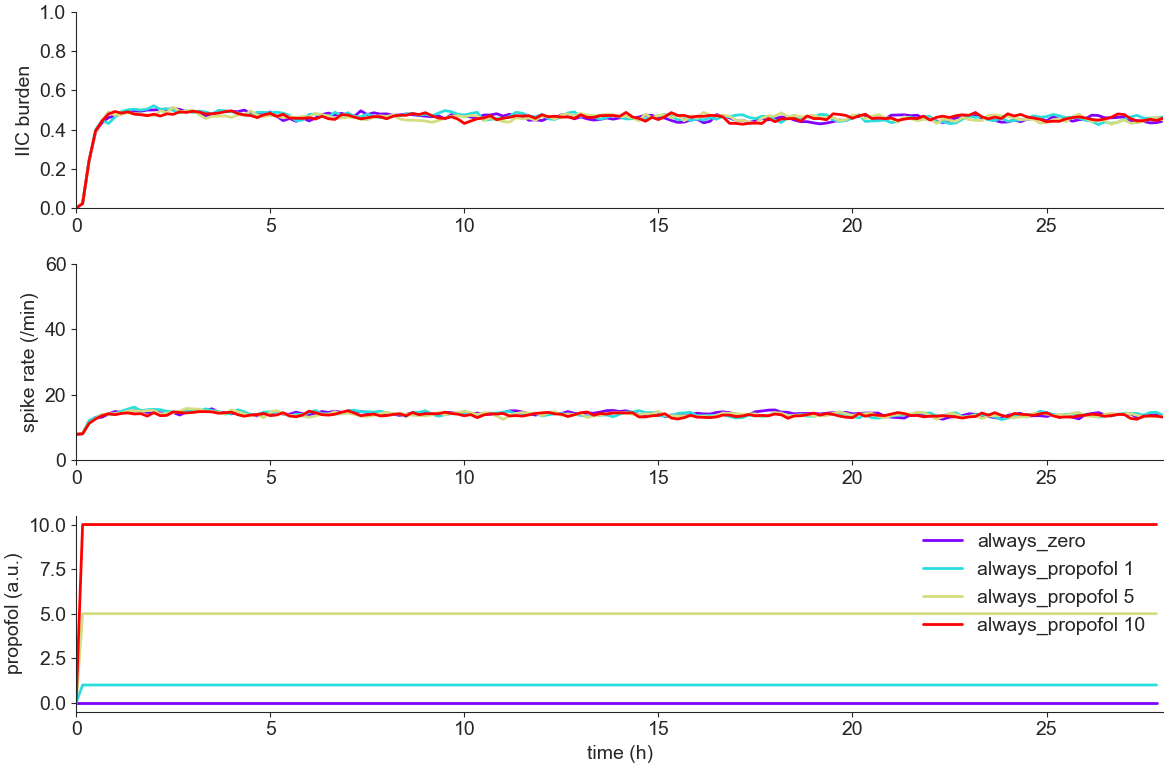 1.0
0.8
0.6
0.4
0.2
0.0
IIC burden
0 5 10 15 20 25
60
40
20
0
spike rate (/min)
0 5 10 15 20 25
10.0
7.5
5.0
2.5
0.0
propofol (a.u.)
always_zero
always_propofol 1
always_propofol 5
always_propofol 10
0 5 10 15 20 25
time (h)